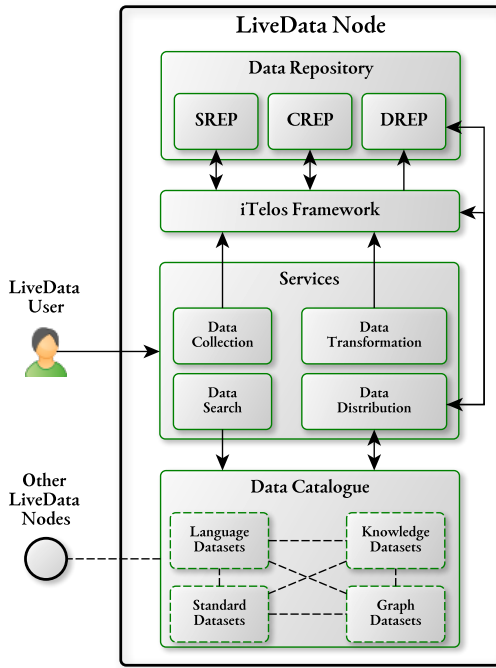 LiveData Node
Data Repository
SREP
CREP
DREP
iTelos Framework
LiveData
User
Services
Data
Collection
Data
Transformation
Data
Search
Data
Distribution
Other
LiveData
Nodes
Data Catalogue
Language
Datasets
Knowledge
Datasets
Standard
Datasets
Graph
Datasets